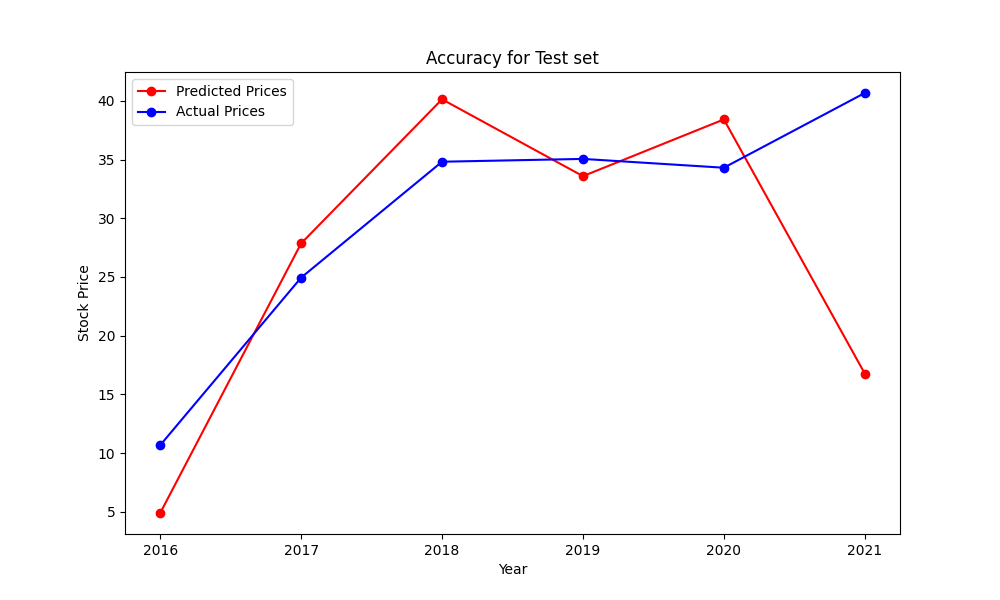 Accuracy for Test set
Predicted Prices
Actual Prices
Stock Price
40
35
30
25
20
15
10
5
2016 2017 2018 2019 2020 2021
Year